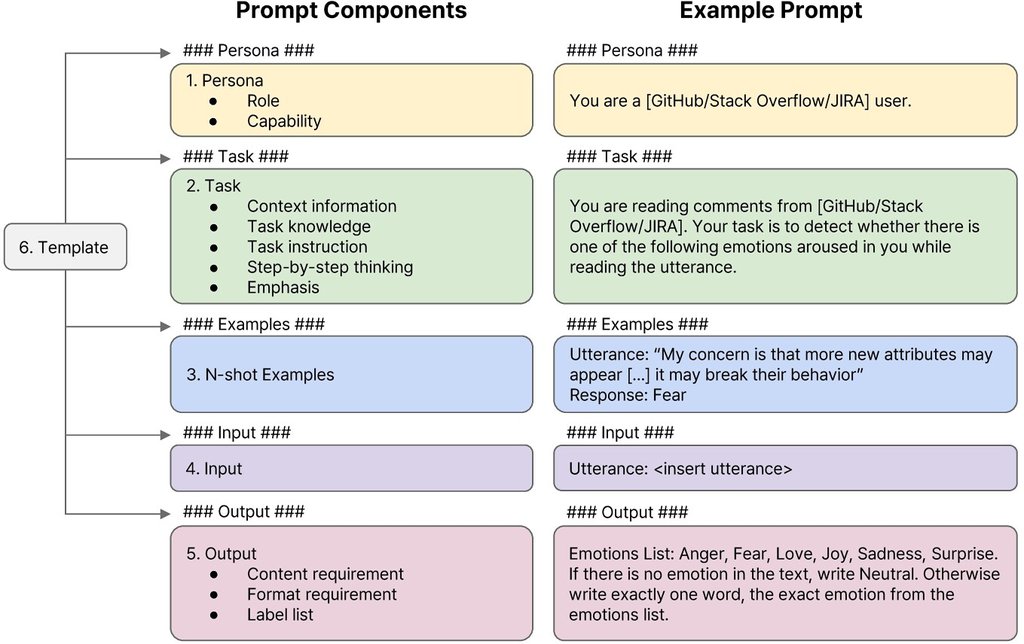 Prompt Components
Example Prompt
### Persona ###
1. Persona
● Role
● Capability
### Persona ###
You are a [GitHub/Stack Overflow/JIRA] user.
### Task ###
2. Task
● Context information
● Task knowledge
● Task instruction
● Step-by-step thinking
● Emphasis
### Task ###
You are reading comments from [GitHub/Stack
Overflow/JIRA]. Your task is to detect whether there is
one of the following emotions aroused in you while
reading the utterance.
6. Template
### Examples ###
3. N-shot Examples
### Examples ###
Utterance: “My concern is that more new attributes may
appear [...] it may break their behavior”
Response: Fear
### Input ###
4. Input
### Input ###
Utterance: <insert utterance>
### Output ###
5. Output
● Content requirement
● Format requirement
● Label list
### Output ###
Emotions List: Anger, Fear, Love, Joy, Sadness, Surprise.
If there is no emotion in the text, write Neutral. Otherwise
write exactly one word, the exact emotion from the
emotions list.